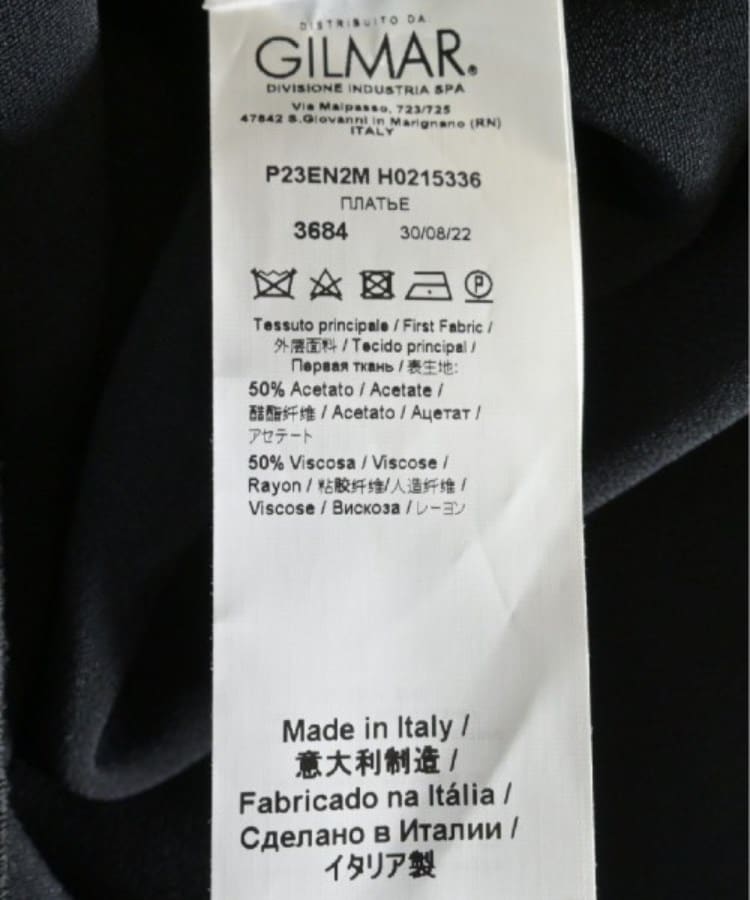 DISTRIBUITO DA:
GILMAR®
DIVISIONE INDUSTRIA SPA
Via Malpasso, 723/725
47842 S.Giovanni in Marignano (RN)
ITALY
P23EN2M H0215336
ПЛАТЬЕ
3684 30/08/22
P
Tessuto principale / First Fabric /
外层面料 / Tecido principal /
Первая ткань / 表生地:
50% Acetato / Acetate /
醋酯纤维 / Acetato / Ацетат /
アセテート
50% Viscosa / Viscose /
Rayon / 粘胶纤维/人造纤维 /
Viscose / Вискоза / レーヨン
Made in Italy /
意大利制造 /
Fabricado na Itália /
Сделано в Италии /
イタリア製